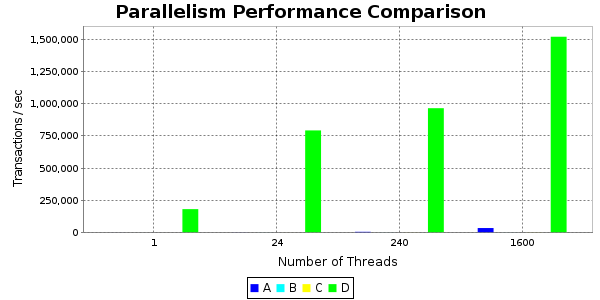 Parallelism Performance Comparison
1,500,000
1,250,000
1,000,000
750,000
500,000
250,000
0
Transactions / sec
1 24 240 1600
Number of Threads
A B C D